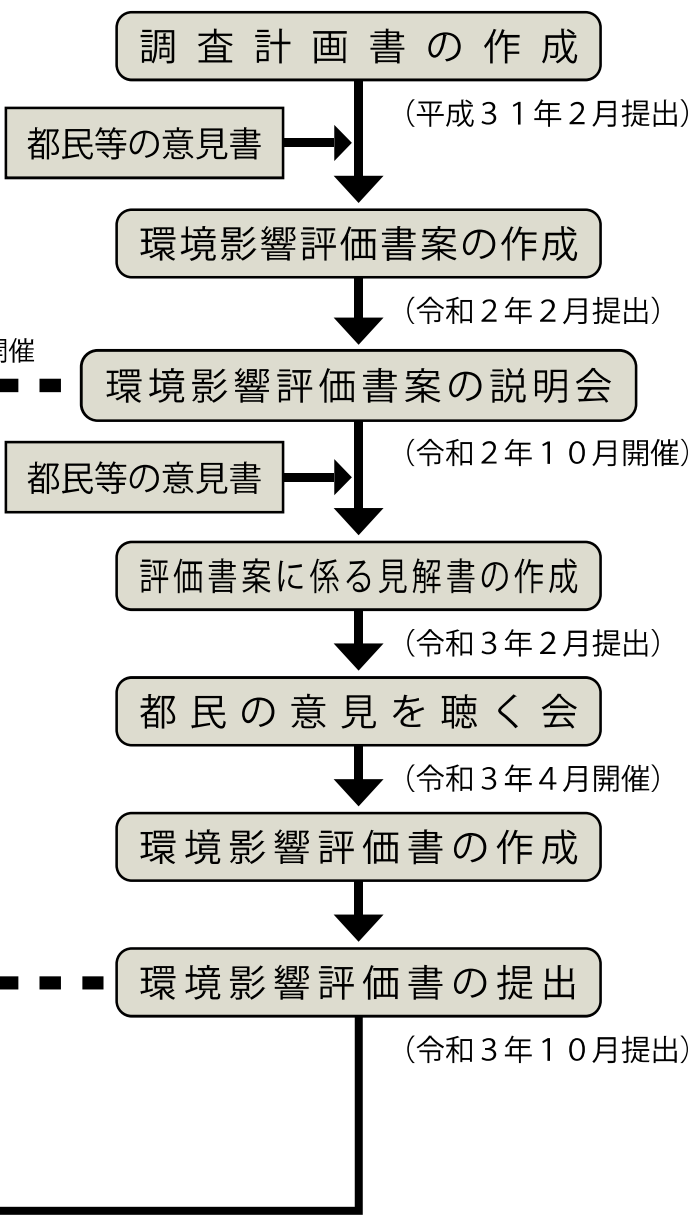 調査計画書の作成
（平成３１年２月提出）
都民等の意見書
環境影響評価書案の作成
（令和２年２月提出）
開催
環境影響評価書案の説明会
（令和２年１０月開催）
都民等の意見書
評価書案に係る見解書の作成
（令和３年２月提出）
都民の意見を聴く会
（令和３年４月開催）
環境影響評価書の作成
環境影響評価書の提出
（令和３年１０月提出）